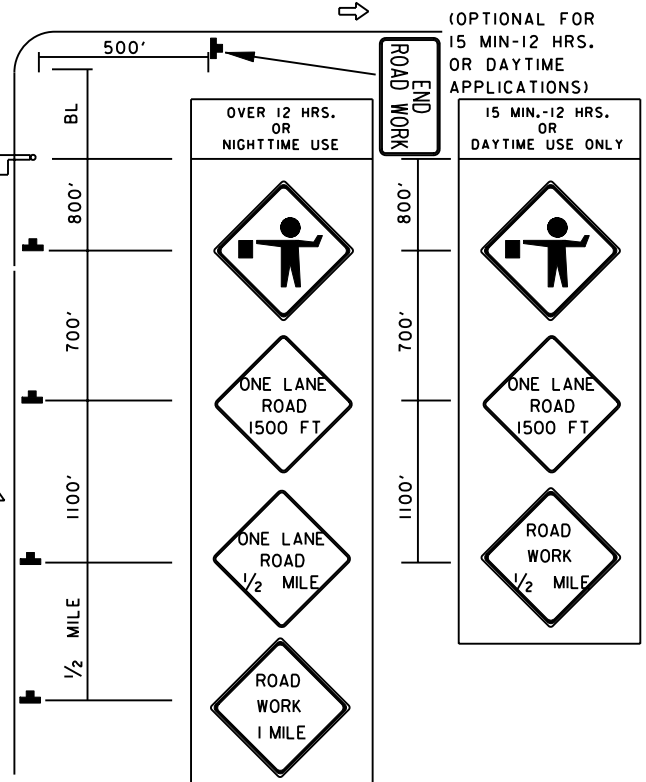 (OPTIONAL FOR
15 MIN-12 HRS.
OR DAYTIME
APPLICATIONS)
500'
END
ROAD WORK
BL
800'
700'
1100'
1/2 MILE
OVER 12 HRS.
OR
NIGHTTIME USE
ONE LANE
ROAD
1500 FT
ONE LANE
ROAD
1/2 MILE
ROAD
WORK
1 MILE
800'
700'
1100'
15 MIN.-12 HRS.
OR
DAYTIME USE ONLY
ONE LANE
ROAD
1500 FT
ROAD
WORK
1/2 MILE